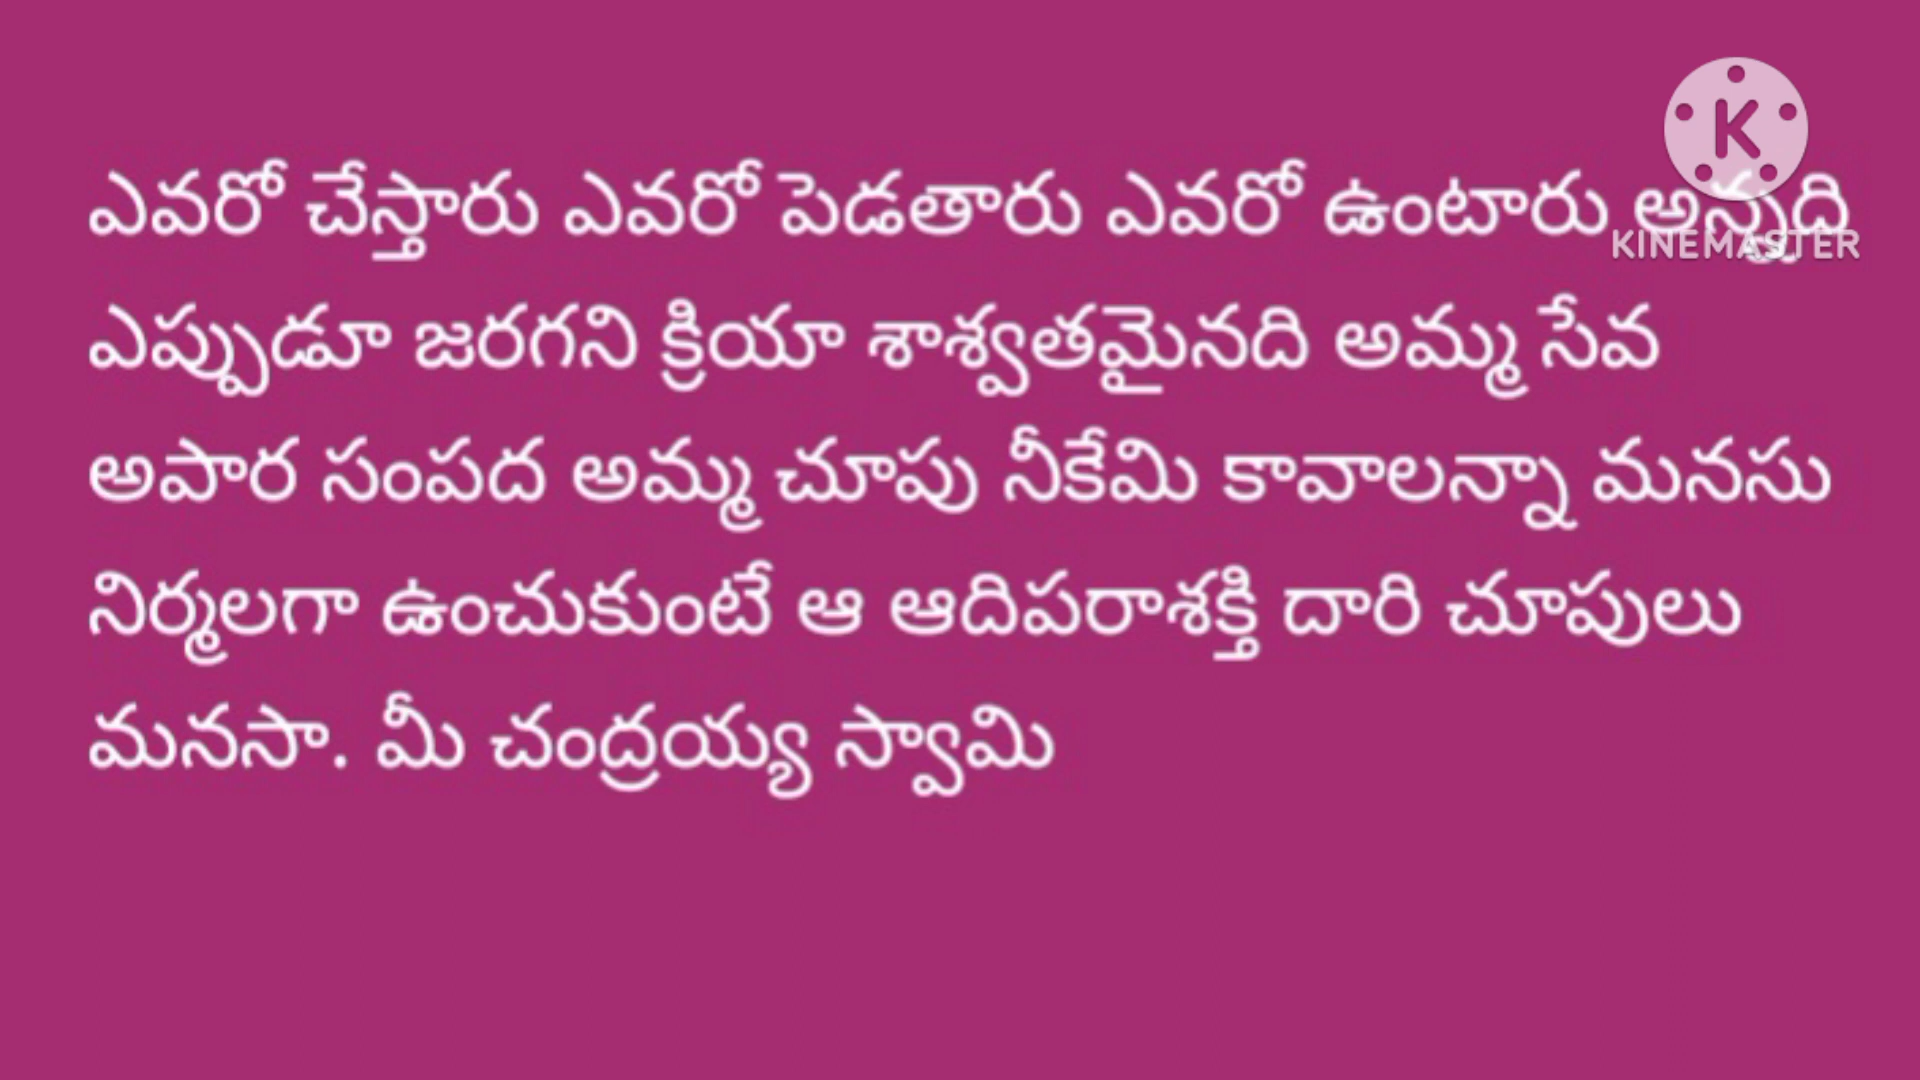 ఎవరో చేస్తారు ఎవరో పెడతారు ఎవరో ఉంటారు అన్నది
KINEMASTER
ఎప్పుడూ జరగని క్రియా శాశ్వతమైనది అమ్మ సేవ
అపార సంపద అమ్మ చూపు నీకేమి కావాలన్నా మనసు
నిర్మలగా ఉంచుకుంటే ఆ ఆదిపరాశక్తి దారి చూపులు
మనసా. మీ చంద్రయ్య స్వామి